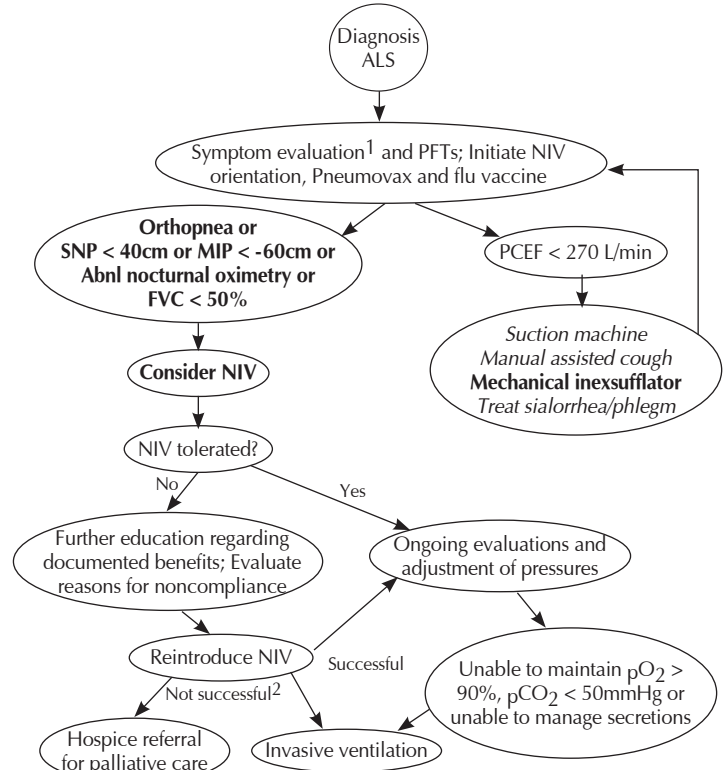 Diagnosis
ALS
Symptom evaluation1 and PFTs; Initiate NIV
orientation, Pneumovax and flu vaccine
Orthopnea or
SNP < 40cm or MIP < -60cm or
Abnl nocturnal oximetry or
FVC < 50%
PCEF < 270 L/min
Suction machine
Manual assisted cough
Mechanical inexsufflator
Treat sialorrhea/phlegm
Consider NIV
NIV tolerated?
No
Yes
Further education regarding
documented benefits; Evaluate
reasons for noncompliance
Ongoing evaluations and
adjustment of pressures
Reintroduce NIV
Successful
Not successful2
Unable to maintain pO2 >
90%, pCO2 < 50mmHg or
unable to manage secretions
Hospice referral
for palliative care
Invasive ventilation